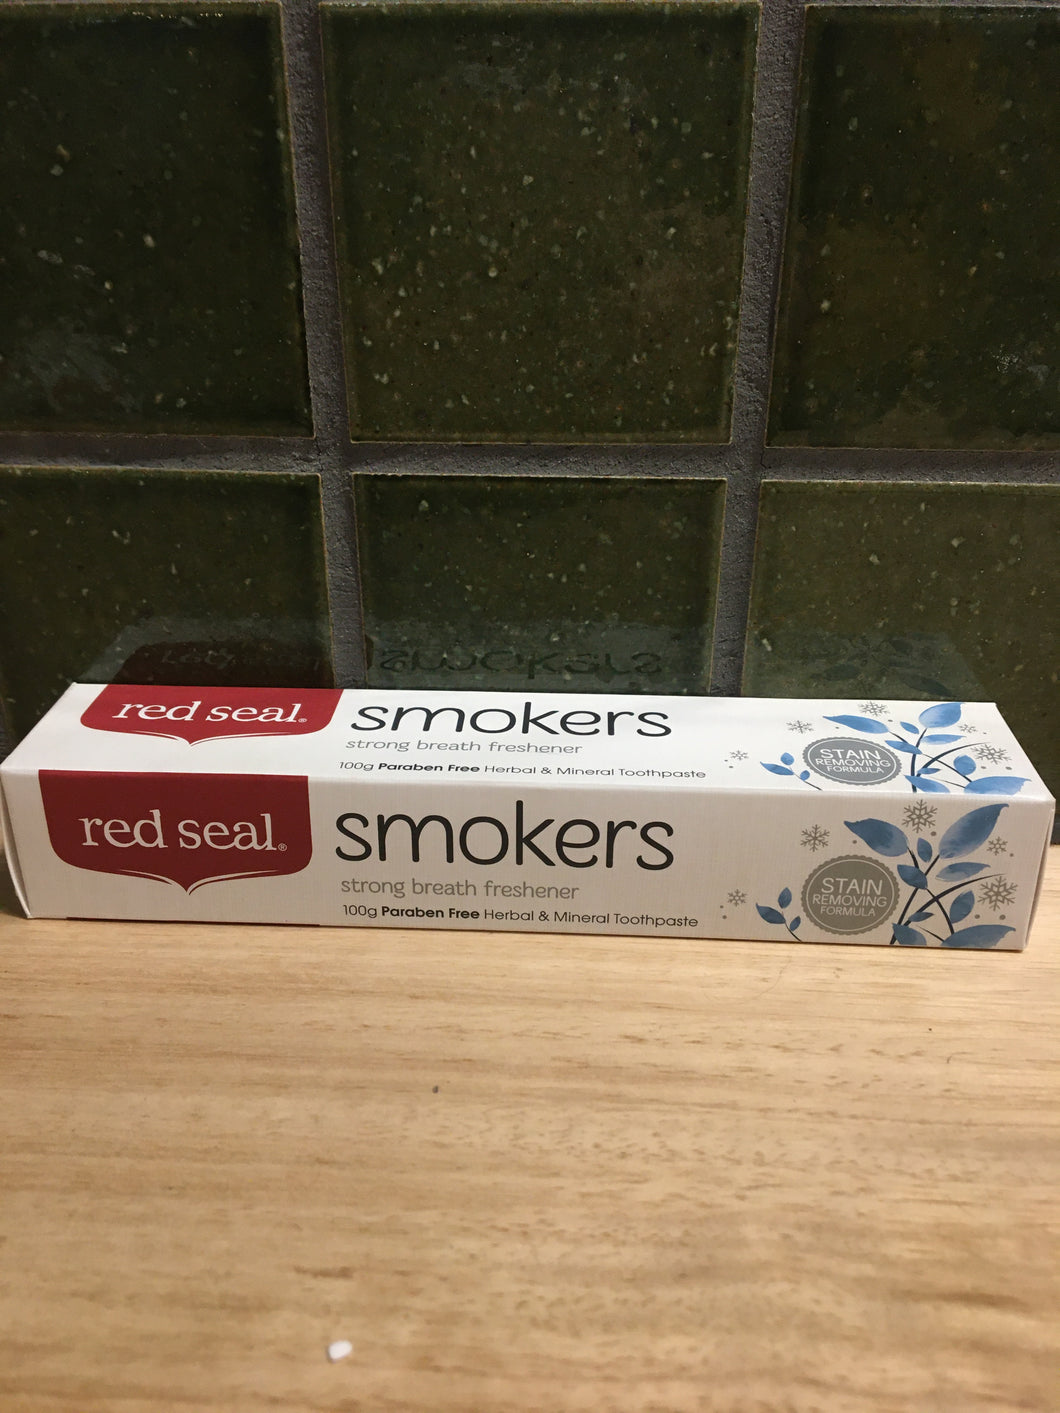 red seal®
smokers
strong breath freshener
100g Paraben Free Herbal & Mineral Toothpaste
STAIN
REMOVING
FORMULA
red seal®
smokers
strong breath freshener
100g Paraben Free Herbal & Mineral Toothpaste
STAIN
REMOVING
FORMULA